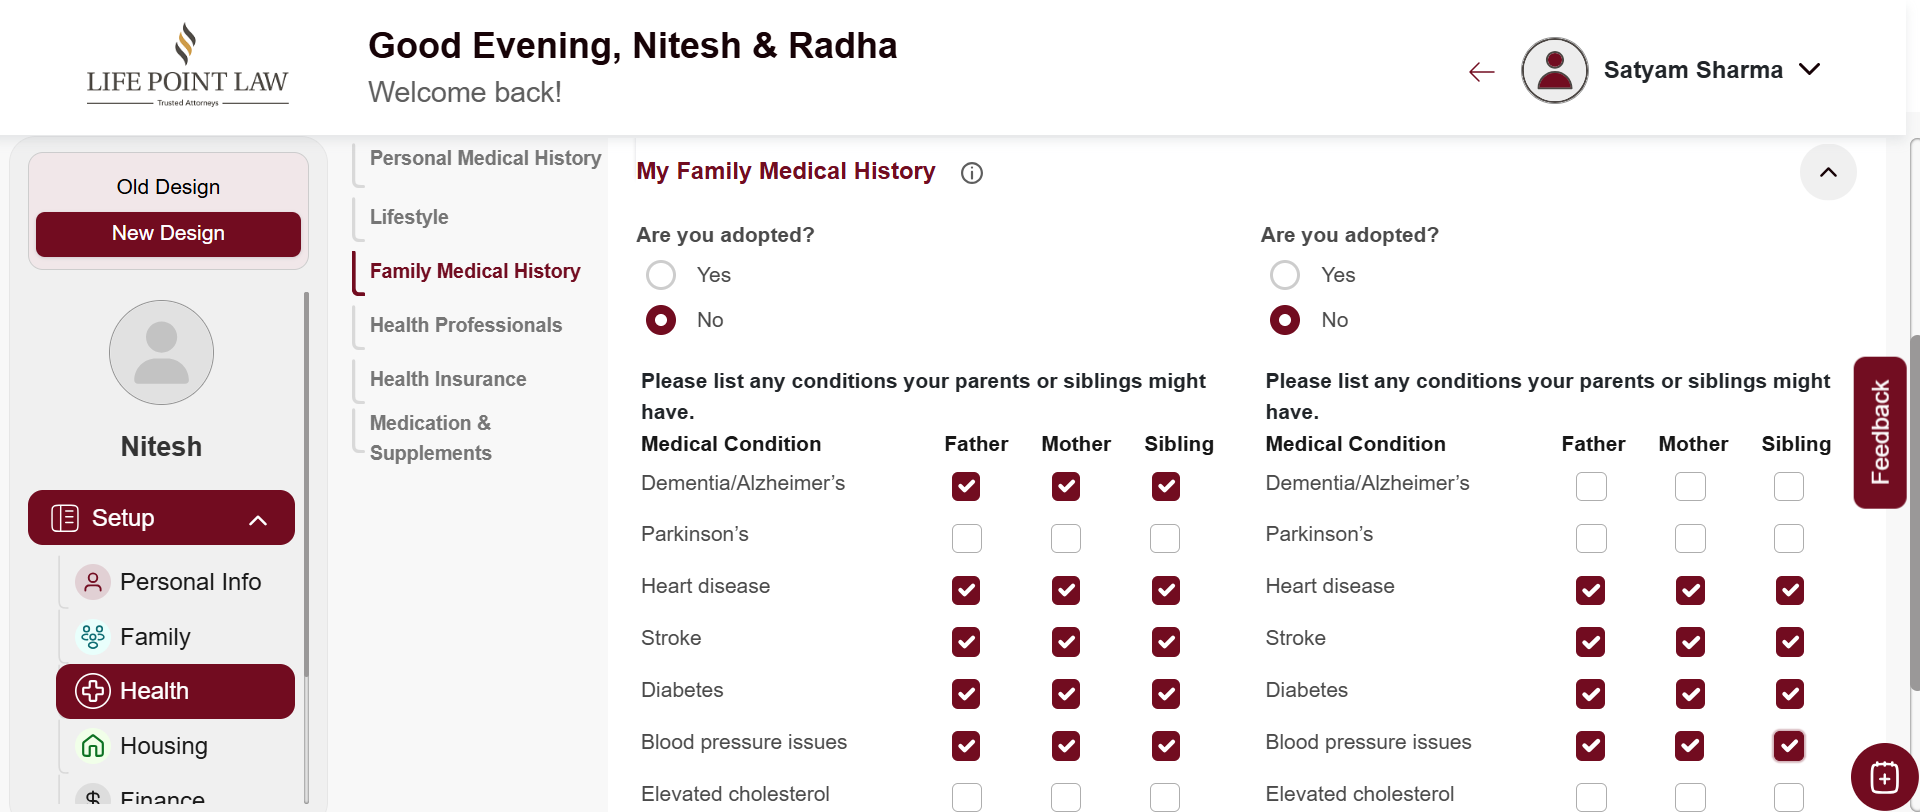 LIFE POINT LAW
Trusted Attorneys
Good Evening, Nitesh & Radha
Welcome back!
Satyam Sharma
Old Design
New Design
Nitesh
Setup
Personal Info
Family
Health
Housing
Finance
Personal Medical History
Lifestyle
Family Medical History
Health Professionals
Health Insurance
Medication &
Supplements
My Family Medical History
Are you adopted?
Yes
No
Please list any conditions your parents or siblings might
have.
Medical Condition Father Mother Sibling
Dementia/Alzheimer’s
Parkinson’s
Heart disease
Stroke
Diabetes
Blood pressure issues
Elevated cholesterol
Are you adopted?
Yes
No
Please list any conditions your parents or siblings might
have.
Medical Condition Father Mother Sibling
Dementia/Alzheimer’s
Parkinson’s
Heart disease
Stroke
Diabetes
Blood pressure issues
Elevated cholesterol
Feedback